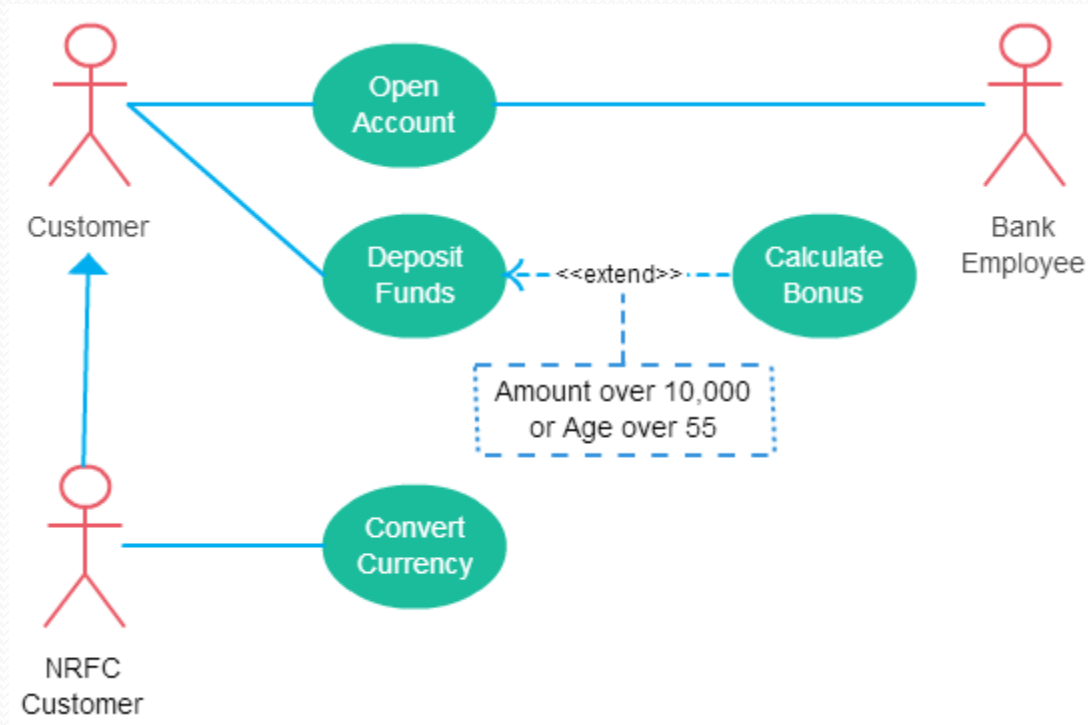 Open
Account
Customer
Bank
Employee
Deposit
Funds
<<extend>>
Calculate
Bonus
Amount over 10,000
or Age over 55
Convert
Currency
NRFC
Customer